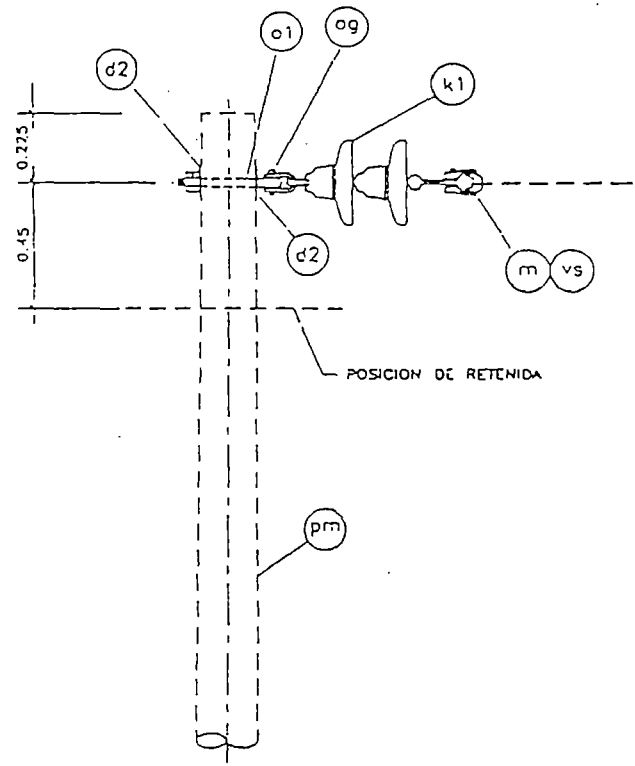 og
o1
d2
k1
0.225
d2
0.45
m vs
POSICION DE RETENIDA
pm